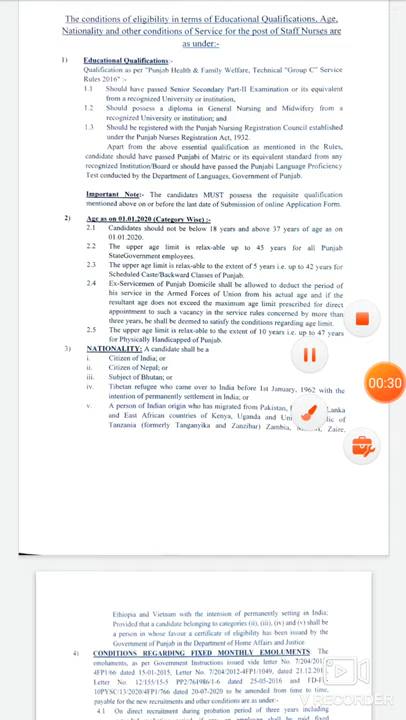 The conditions of eligibility in terms of Educational Qualifications, Age,
Nationality and other conditions of Service for the post of Staff Nurses are
as under:-
1) Educational Qualifications:-
Qualification as per "Punjab Health & Family Welfare, Technical "Group C" Service
Rules 2016" :-
1.1 Should have passed Senior Secondary Part-II Examination or its equivalent
from a recognized University or institution,
1.2 Should possess a diploma in General Nursing and Midwifery from a
recognized University or institution; and
1.3 Should be registered with the Punjab Nursing Registration Council established
under the Punjab Nurses Registration Act, 1932.
Apart from the above essential qualification as mentioned in the Rules,
candidate should have passed Punjabi of Matric or its equivalent standard from any
recognized Institution/Board or should have passed the Punjabi Language Proficiency
Test conducted by the Department of Languages, Government of Punjab.
Important Note:- The candidates MUST possess the requisite qualification
mentioned above on or before the last date of Submission of online Application Form.
2) Age as on 01.01.2020 (Category Wise) :-
2.1 Candidates should not be below 18 years and above 37 years of age as on
01.01.2020.
2.2 The upper age limit is relax-able up to 45 years for all Punjab
StateGovernment employees.
2.3 The upper age limit is relax-able to the extent of 5 years i.e. up to 42 years for
Scheduled Caste/Backward Classes of Punjab.
2.4 Ex-Servicemen of Punjab Domicile shall be allowed to deduct the period of
his service in the Armed Forces of Union from his actual age and if the
resultant age does not exceed the maximum age limit prescribed for direct
appointment to such a vacancy in the service rules concerned by more than
three years, he shall be deemed to satisfy the conditions regarding age limit.
2.5 The upper age limit is relax-able to the extent of 10 years i.e. up to 47 years
for Physically Handicapped of Punjab.
3) NATIONALITY: A candidate shall be a
i. Citizen of India; or
ii. Citizen of Nepal; or
iii. Subject of Bhutan; or
iv. Tibetan refugee who came over to India before 1st January, 1962 with the
intention of permanently settlement in India; or
v. A person of Indian origin who has migrated from Pakistan, Lanka
and East African countries of Kenya, Uganda and of
Tanzania (formerly Tanganyika and Zanzibar) Zambia, Zaire,
00:30
Ethiopia and Vietnam with the intension of permanently setting in India;
Provided that a candidate belonging to categories (ii), (iii), (iv) and (v) shall be
a person in whose favour a certificate of eligibility has been issued by the
Government of Punjab in the Department of Home Affairs and Justice
4) CONDITIONS REGARDING FIXED MONTHLY EMOLUMENTS The
emoluments, as per Government Instructions issued vide letter No. 7/204/
4FP1/66 dated 15-01-2015, Letter No. 7/204/2012-4FP1/1049, dated
Letter No. 12/155/15-5 PP2761986/1-6 dated 25-05-2016 and
10PYSC/13/2020/4FP1/766 dated 20-07-2020 to be amended from time to time,
payable for the new recruitments and other conditions are as under:-
4.1 On direct recruitment during probation period of three years including
V RECORDER